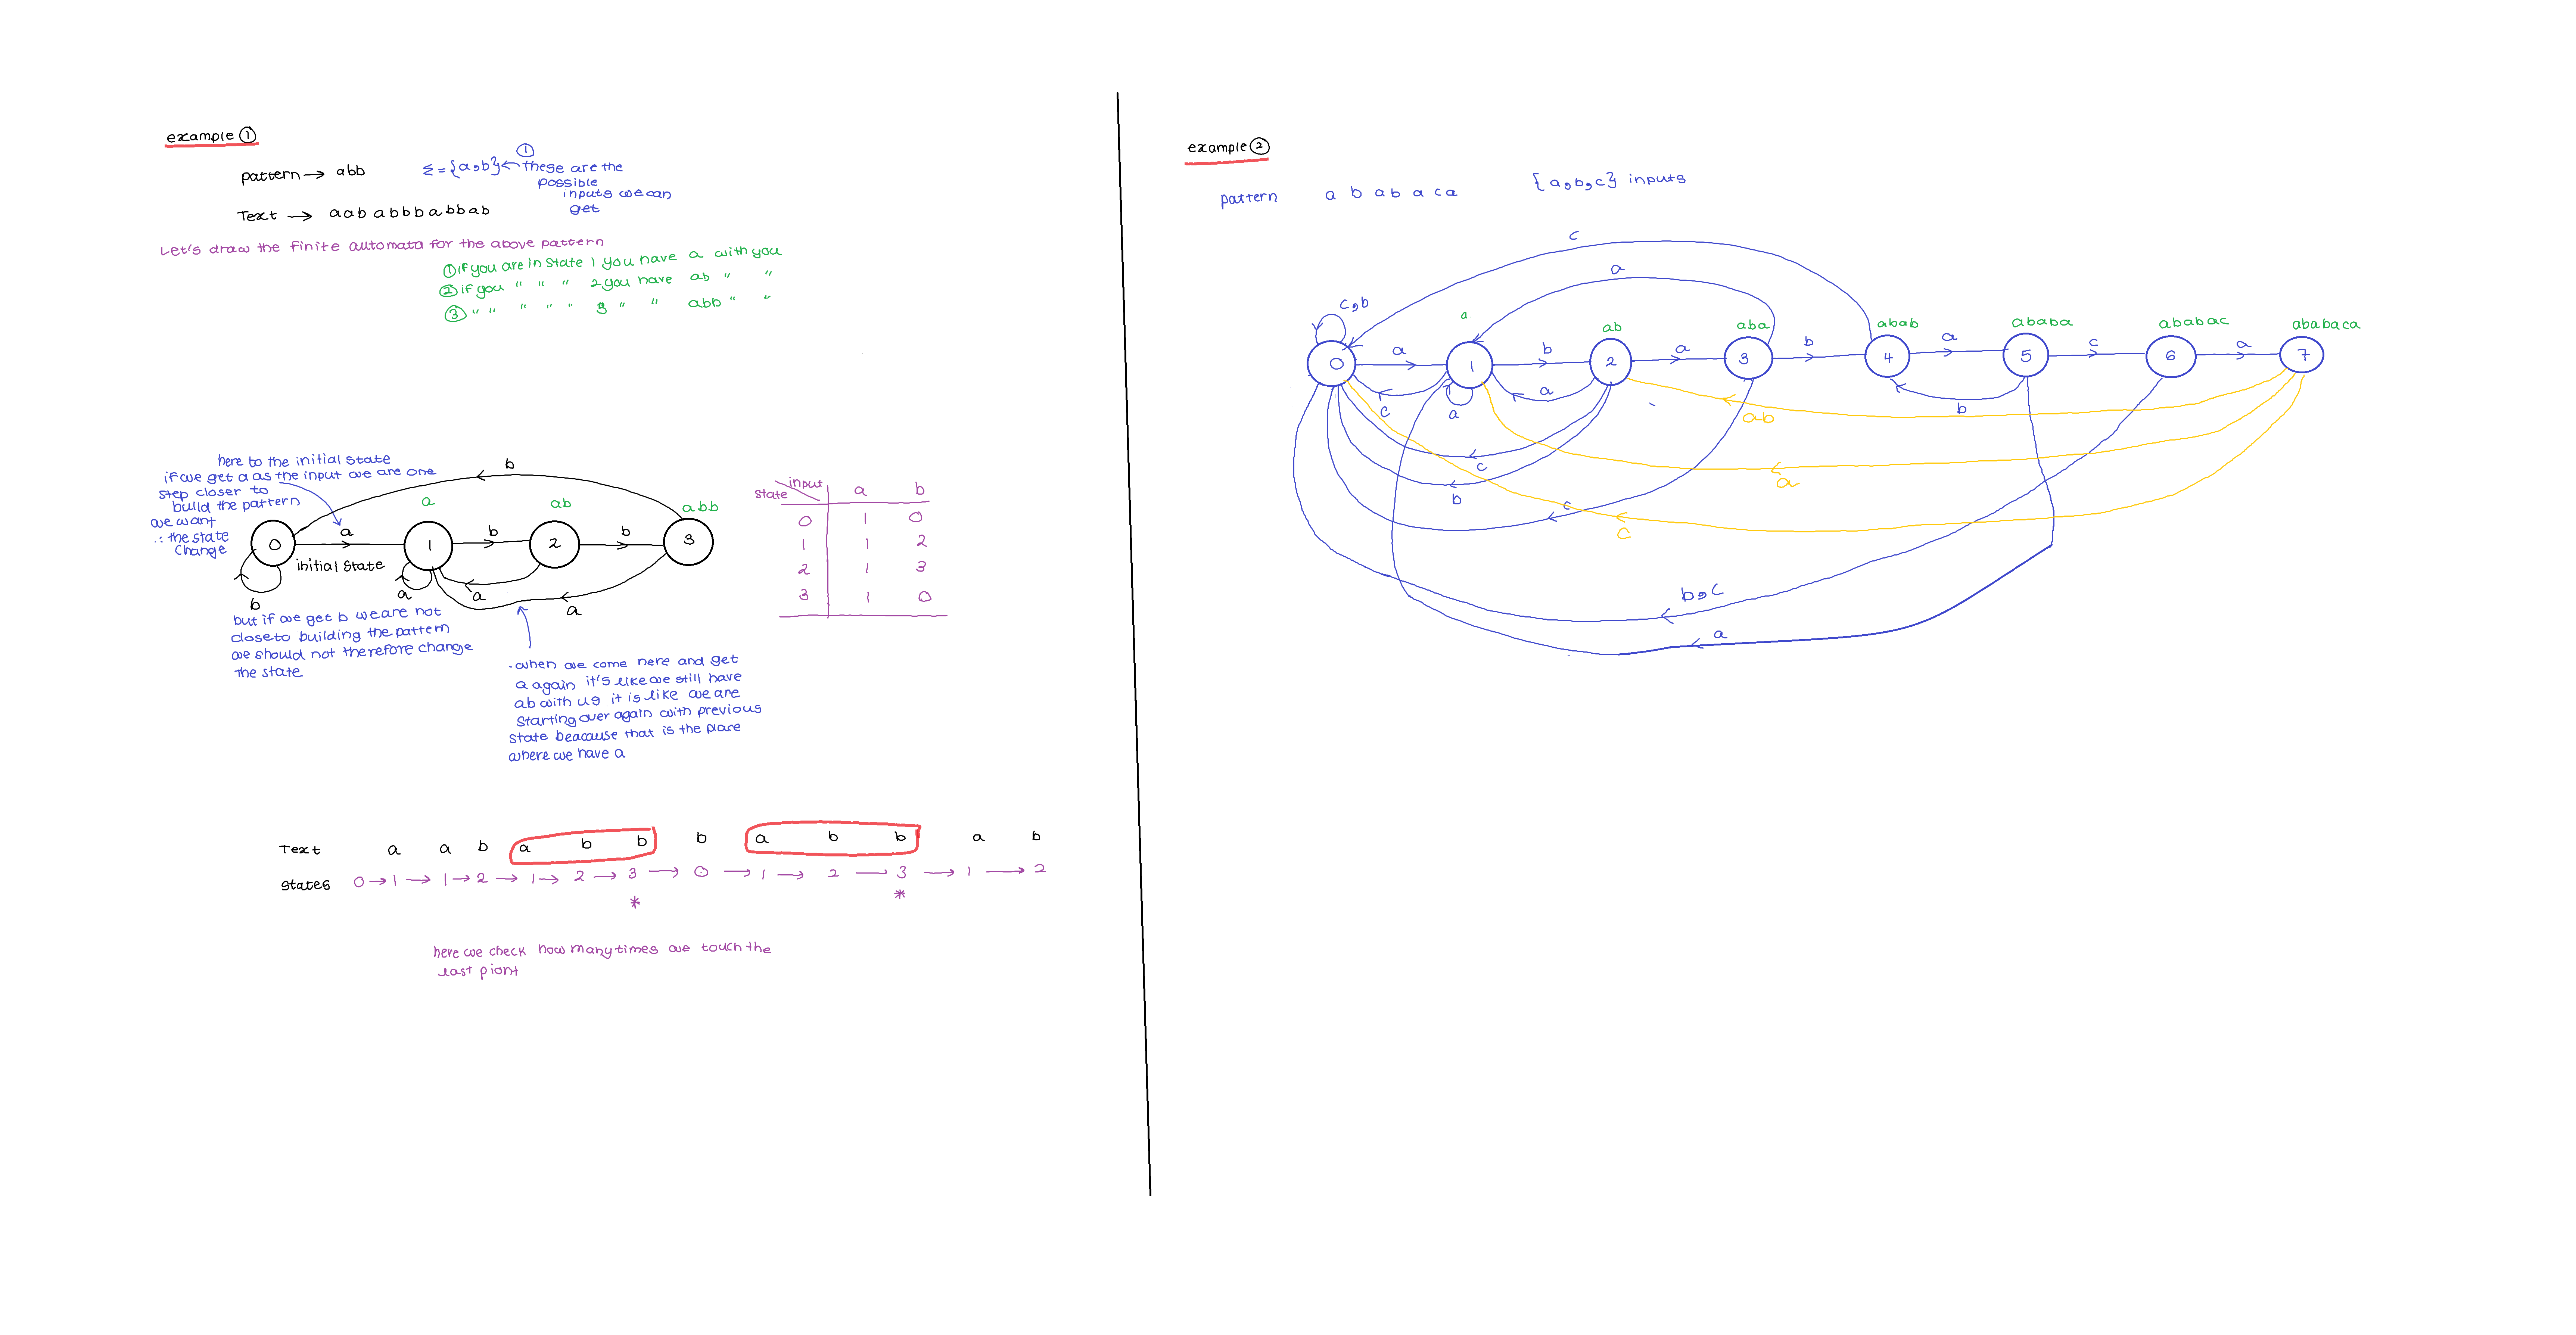 example ①
pattern → abb
Σ = {a,b} ← these are the
①
possible
inputs we can
get
Text → aab abbb abbab
Let's draw the finite automata for the above pattern
① if you are in state 1 you have a with you
② if you " " " 2 you have ab " "
③ " " " " " 3 " " abb " "
here to the initial state
if we get a as the input we are one
step closer to
build the pattern
we want
∴ the state
change
b
a ab abb
0 a 1 b 2 b 3
initial state
b a a a
but if we get b we are not
close to building the pattern
we should not therefore change
the state
- when we come here and get
a again it's like we still have
ab with us it is like we are
starting over again with previous
state beacause that is the place
where we have a
state input a b
0 1 0
1 1 2
2 1 3
3 1 0
Text a a b a b b b a b b a b
states 0 → 1 → 1 → 2 → 1 → 2 → 3 → 0 → 1 → 2 → 3 → 1 → 2
* *
here we check how many times we touch the
last piont
example ②
pattern a b ab a ca {a,b,c} inputs
c
a
c,b
a ab aba abab ababa ababac ababaca
0 a 1 b 2 a 3 b 4 a 5 c 6 a 7
c a a b
ab
c
a
b
c
c
b,c
a